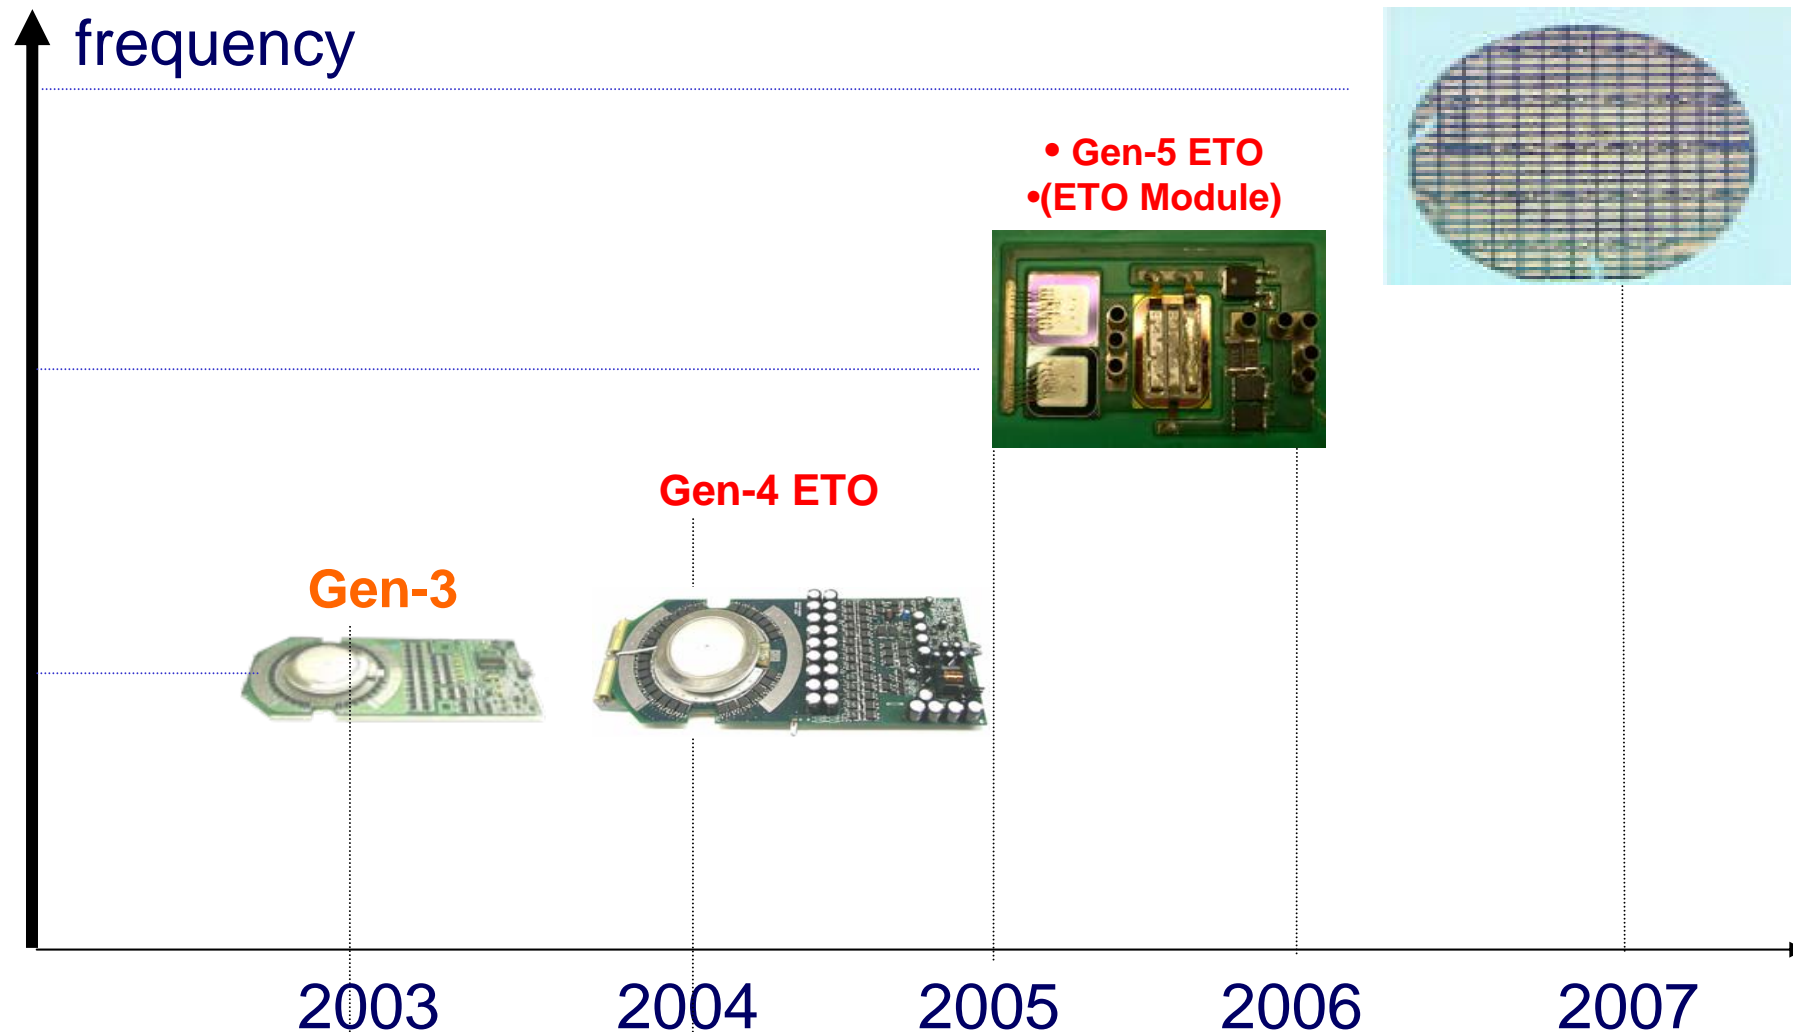 frequency
• Gen-5 ETO
•(ETO Module)
Gen-4 ETO
Gen-3
2003 2004 2005 2006 2007